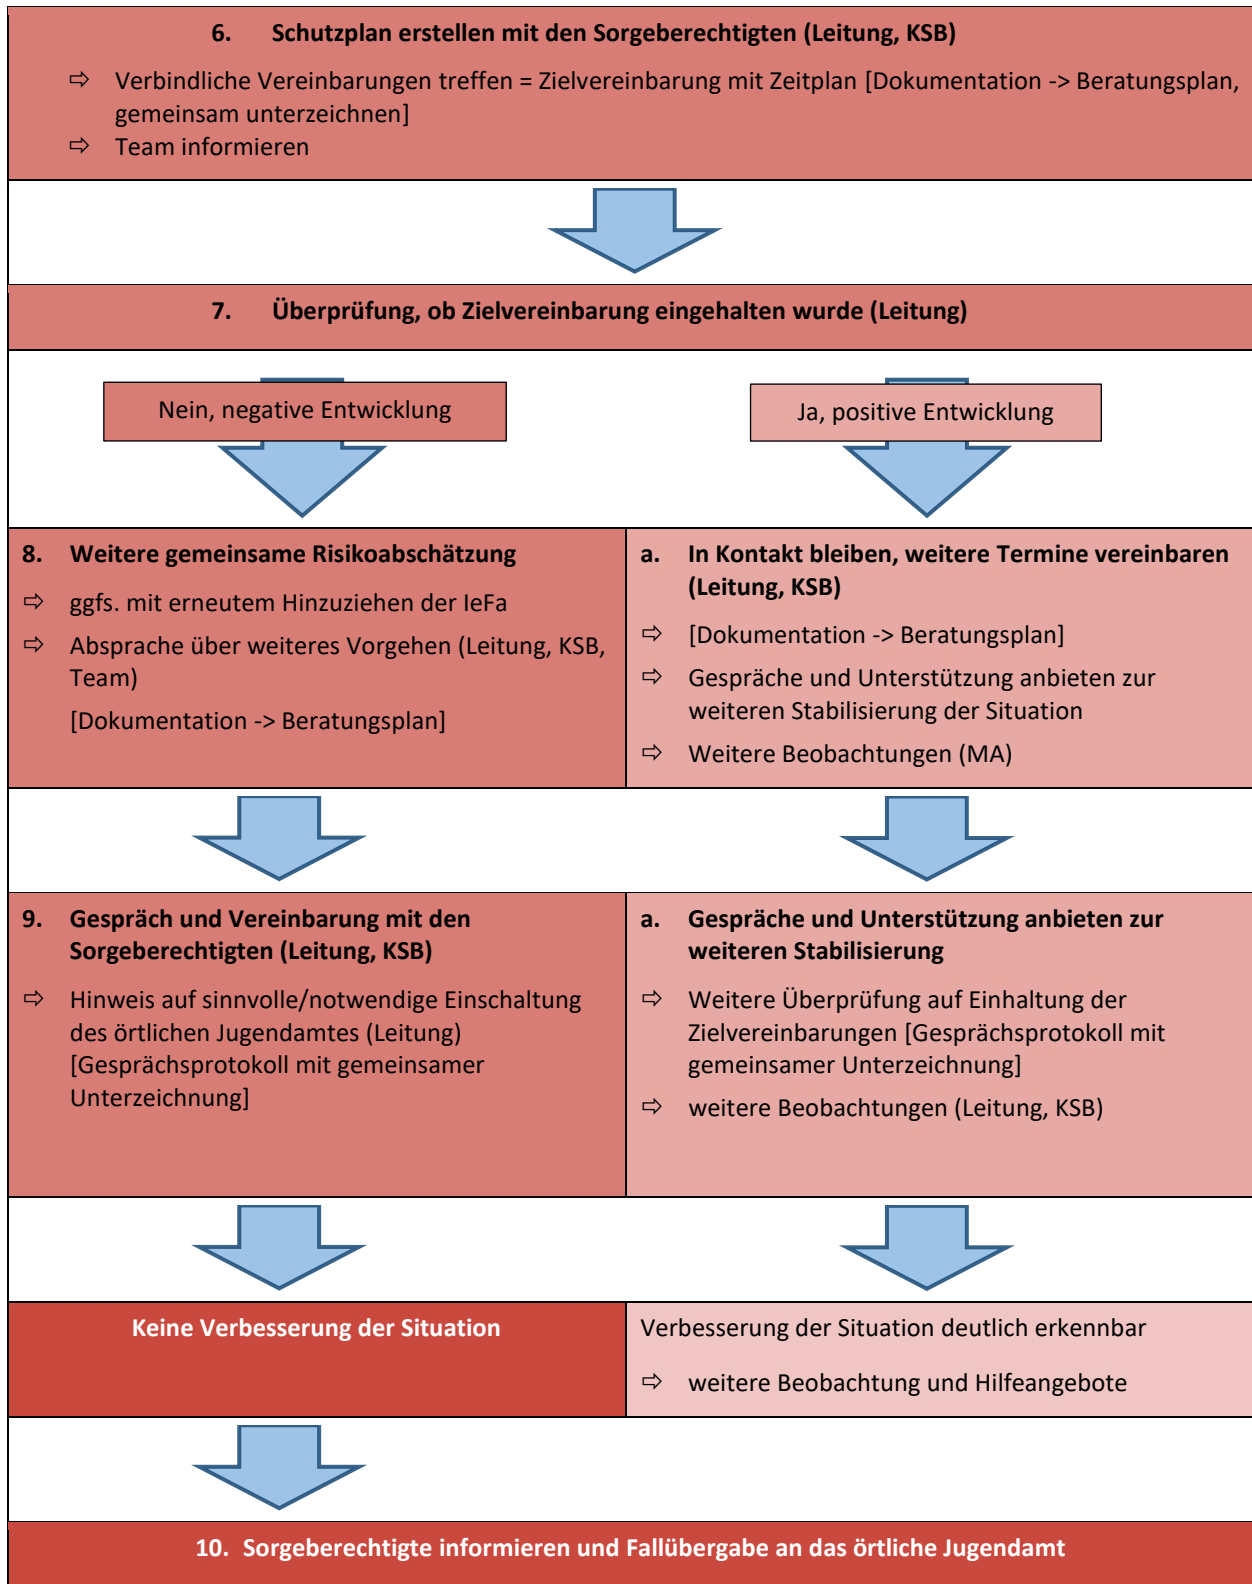 6. Schutzplan erstellen mit den Sorgeberechtigten (Leitung, KSB)
⇨ Verbindliche Vereinbarungen treffen = Zielvereinbarung mit Zeitplan [Dokumentation -> Beratungsplan,
gemeinsam unterzeichnen]
⇨ Team informieren
7. Überprüfung, ob Zielvereinbarung eingehalten wurde (Leitung)
Nein, negative Entwicklung
Ja, positive Entwicklung
8. Weitere gemeinsame Risikoabschätzung
⇨ ggfs. mit erneutem Hinzuziehen der IeFa
⇨ Absprache über weiteres Vorgehen (Leitung, KSB,
Team)
[Dokumentation -> Beratungsplan]
a. In Kontakt bleiben, weitere Termine vereinbaren
(Leitung, KSB)
⇨ [Dokumentation -> Beratungsplan]
⇨ Gespräche und Unterstützung anbieten zur
weiteren Stabilisierung der Situation
⇨ Weitere Beobachtungen (MA)
9. Gespräch und Vereinbarung mit den
Sorgeberechtigten (Leitung, KSB)
⇨ Hinweis auf sinnvolle/notwendige Einschaltung
des örtlichen Jugendamtes (Leitung)
[Gesprächsprotokoll mit gemeinsamer
Unterzeichnung]
a. Gespräche und Unterstützung anbieten zur
weiteren Stabilisierung
⇨ Weitere Überprüfung auf Einhaltung der
Zielvereinbarungen [Gesprächsprotokoll mit
gemeinsamer Unterzeichnung]
⇨ weitere Beobachtungen (Leitung, KSB)
Keine Verbesserung der Situation
Verbesserung der Situation deutlich erkennbar
⇨ weitere Beobachtung und Hilfeangebote
10. Sorgeberechtigte informieren und Fallübergabe an das örtliche Jugendamt